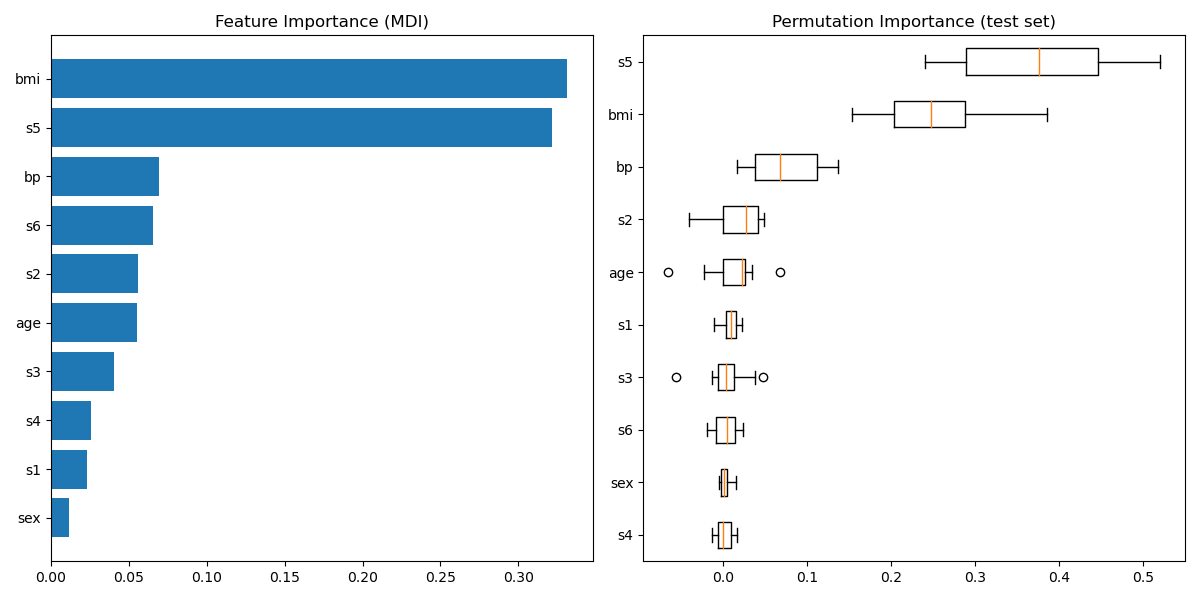 Feature Importance (MDI)
bmi
s5
bp
s6
s2
age
s3
s4
s1
sex
0.00 0.05 0.10 0.15 0.20 0.25 0.30
Permutation Importance (test set)
s5
bmi
bp
s2
age
s1
s3
s6
sex
s4
0.0 0.1 0.2 0.3 0.4 0.5